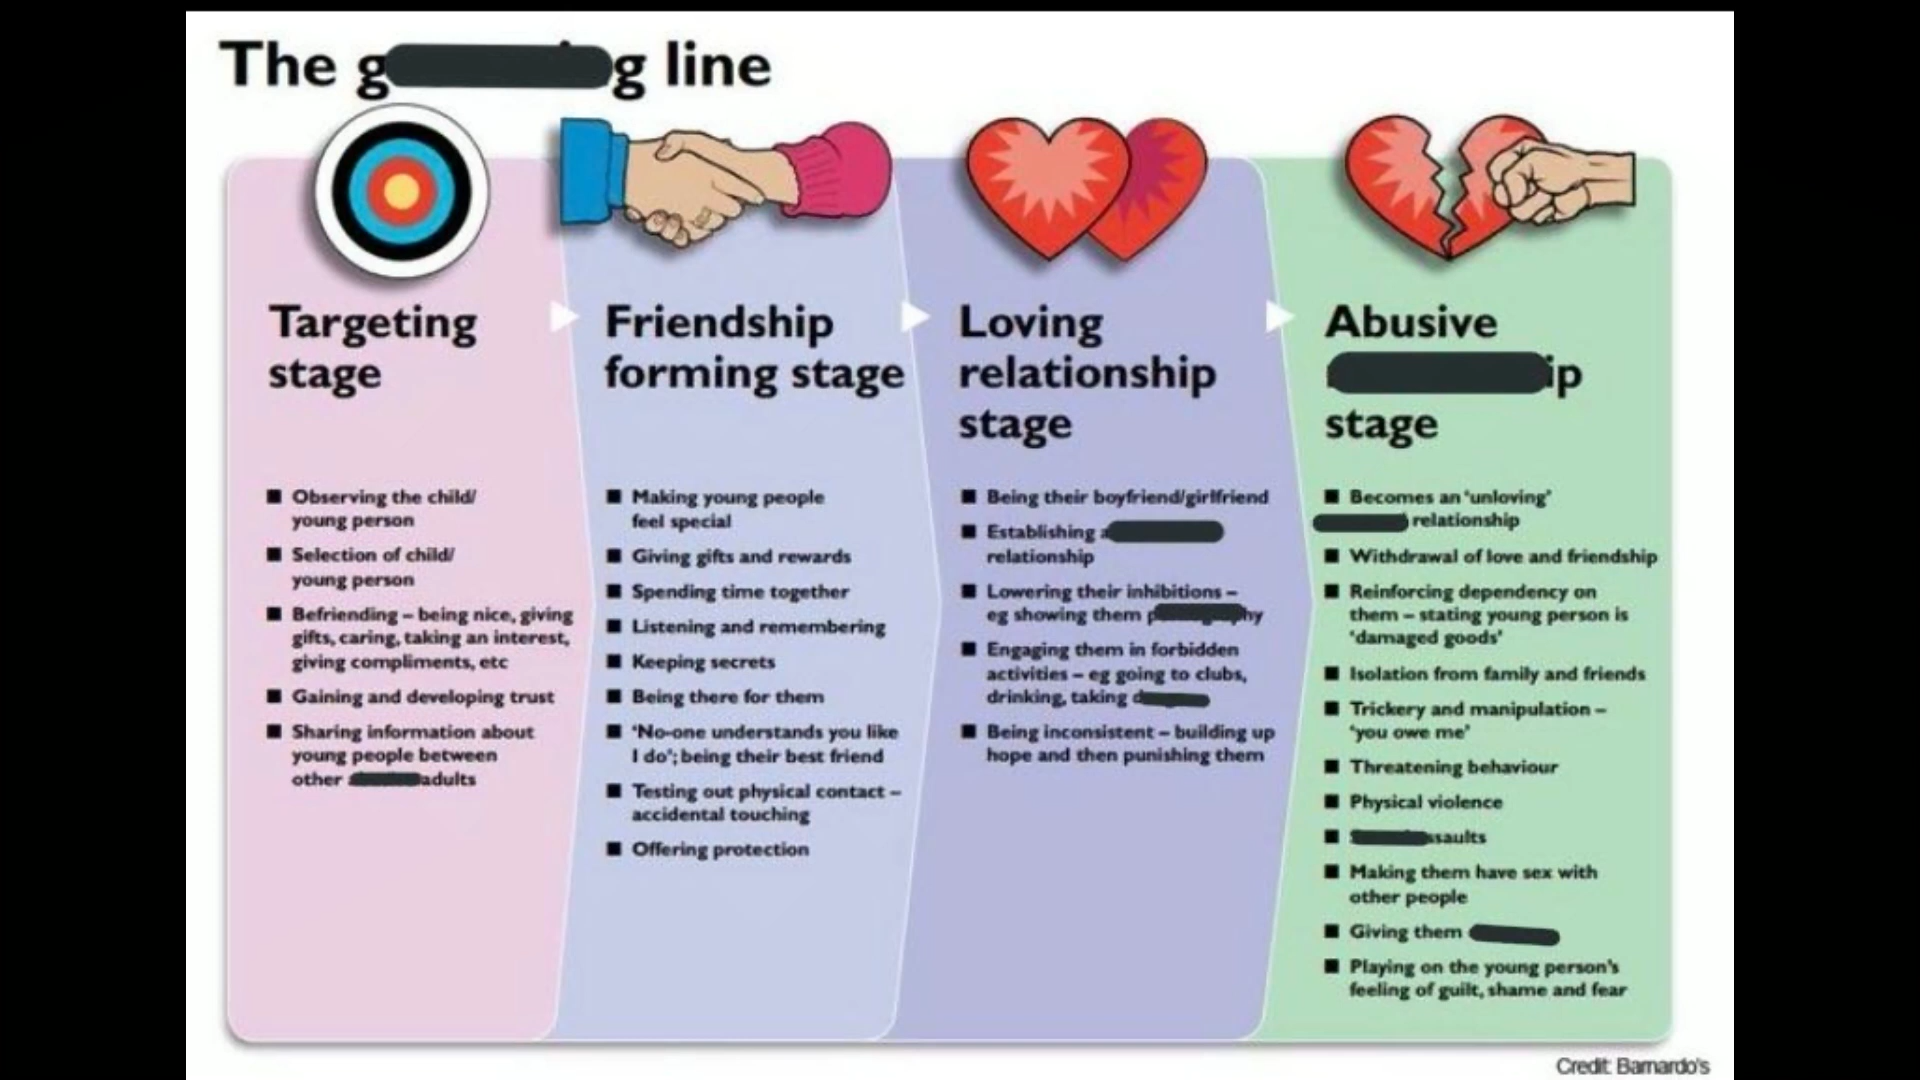 The g g line
Targeting
stage
Observing the child/
young person
Selection of child/
young person
Befriending – being nice, giving
gifts, caring, taking an interest,
giving compliments, etc
Gaining and developing trust
Sharing information about
young people between
other adults
Friendship
forming stage
Making young people
feel special
Giving gifts and rewards
Spending time together
Listening and remembering
Keeping secrets
Being there for them
‘No-one understands you like
I do’; being their best friend
Testing out physical contact –
accidental touching
Offering protection
Loving
relationship
stage
Being their boyfriend/girlfriend
Establishing
relationship
Lowering their inhibitions –
eg showing them
Engaging them in forbidden
activities – eg going to clubs,
drinking, taking
Being inconsistent – building up
hope and then punishing them
Abusive
ip
stage
Becomes an ‘unloving’
relationship
Withdrawal of love and friendship
Reinforcing dependency on
them – stating young person is
‘damaged goods’
Isolation from family and friends
Trickery and manipulation –
‘you owe me’
Threatening behaviour
Physical violence
ssaults
Making them have sex with
other people
Giving them
Playing on the young person’s
feeling of guilt, shame and fear
Credit: Barnardo's